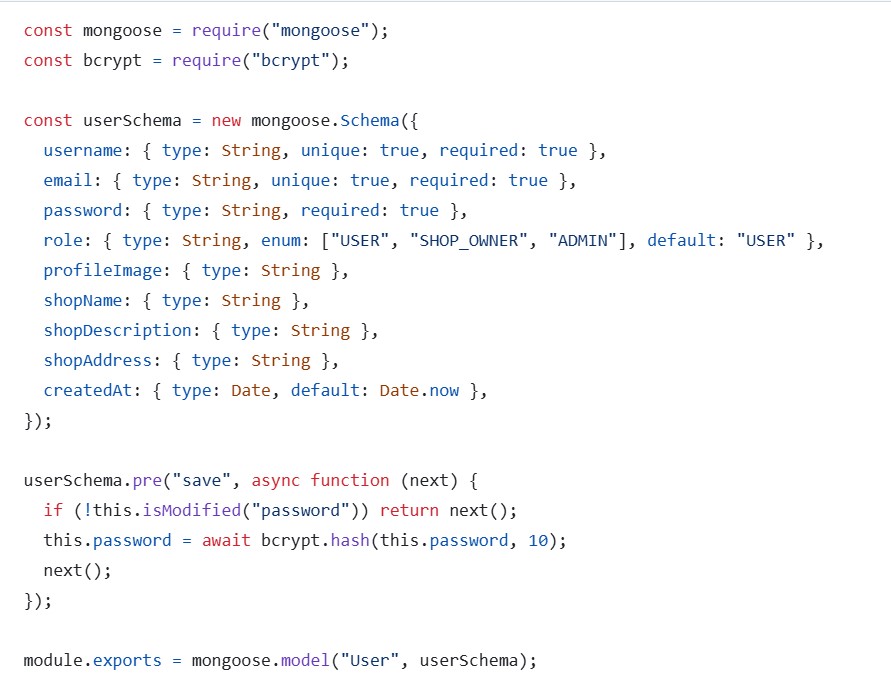 const mongoose = require("mongoose");
const bcrypt = require("bcrypt");
const userSchema = new mongoose.Schema({
username: { type: String, unique: true, required: true },
email: { type: String, unique: true, required: true },
password: { type: String, required: true },
role: { type: String, enum: ["USER", "SHOP_OWNER", "ADMIN"], default: "USER" },
profileImage: { type: String },
shopName: { type: String },
shopDescription: { type: String },
shopAddress: { type: String },
createdAt: { type: Date, default: Date.now },
});
userSchema.pre("save", async function (next) {
if (!this.isModified("password")) return next();
this.password = await bcrypt.hash(this.password, 10);
next();
});
module.exports = mongoose.model("User", userSchema);